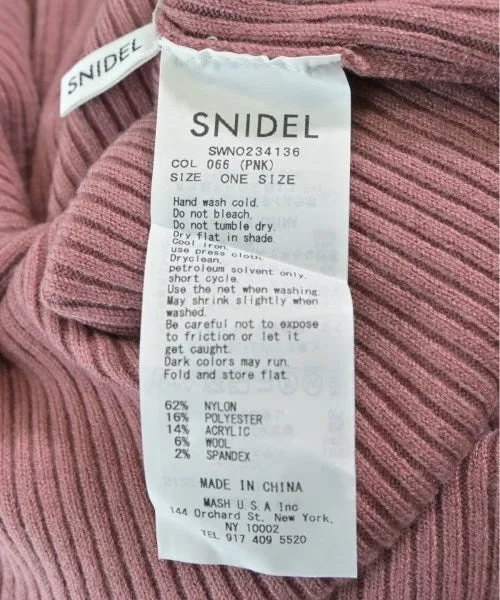 SNIDEL
SNIDEL
SWNO234136
COL 066 (PNK)
SIZE ONE SIZE
Hand wash cold.
Do not bleach.
Do not tumble dry.
Dry flat in shade.
Cool iron.
use press cloth.
Dryclean.
petroleum solvent only.
short cycle.
Use the net when washing
May shrink slightly when
washed.
Be careful not to expose
to friction or let it
get caught.
Dark colors may run.
Fold and store flat.
62% NYLON
16% POLYESTER
14% ACRYLIC
6% WOOL
2% SPANDEX
MADE IN CHINA
MASH U.S.A Inc
144 Orchard St, New York,
NY 10002
TEL 917 409 5520